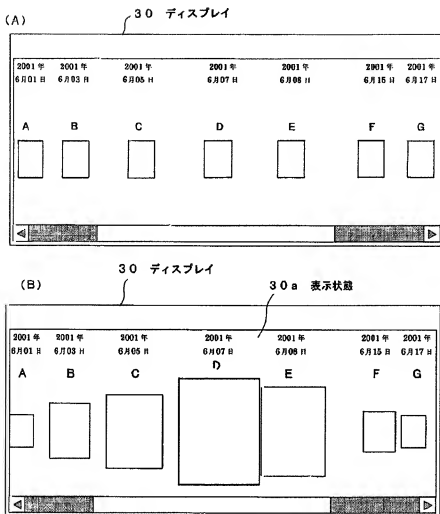 (A)
30 ディスプレイ
2001年 2001年 2001年 2001年 2001年 2001年 2001年
6月01日 6月03日 6月05日 6月07日 6月08日 6月15日 6月17日
A B C D E F G
(B)
30 ディスプレイ
30a 表示状態
2001年 2001年 2001年 2001年 2001年 2001年 2001年
6月01日 6月03日 6月05日 6月07日 6月08日 6月15日 6月17日
A B C D E F G